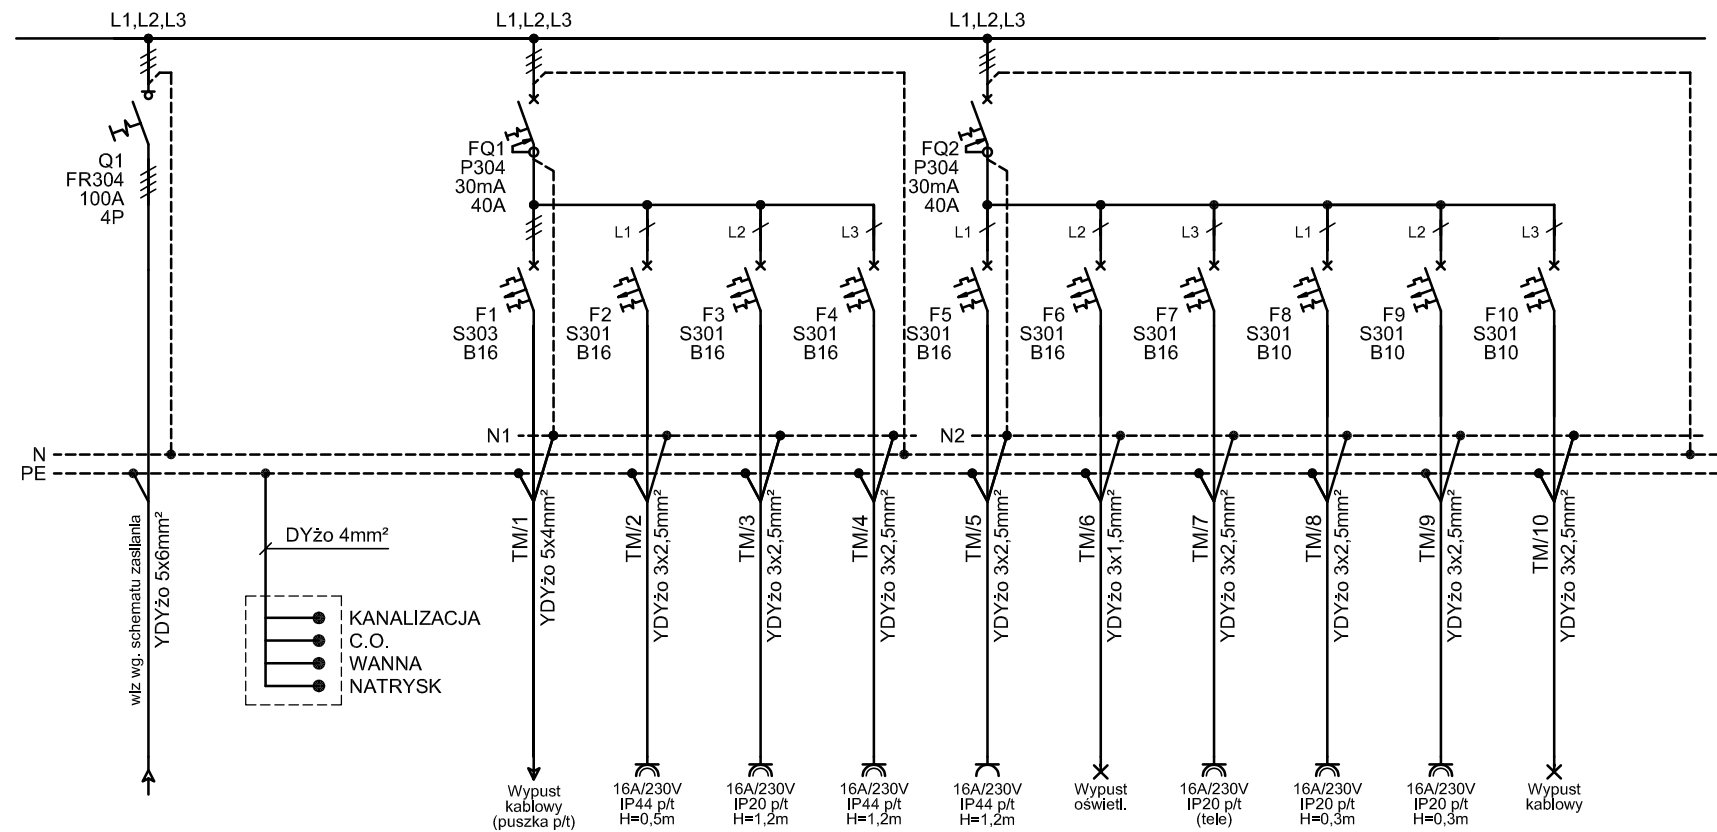 L1,L2,L3
L1,L2,L3
L1,L2,L3
Q1
FR304
100A
4P
FQ1
P304
30mA
40A
FQ2
P304
30mA
40A
L1
L2
L3
L1
L2
L3
L1
L2
L3
F1
S303
B16
F2
S301
B16
F3
S301
B16
F4
S301
B16
F5
S301
B16
F6
S301
B16
F7
S301
B16
F8
S301
B10
F9
S301
B10
F10
S301
B10
N1
N2
N
PE
wlz wg. schematu zasilania
YDYżo 5x6mm²
DYżo 4mm²
KANALIZACJA
C.O.
WANNA
NATRYSK
TM/1
YDYżo 5x4mm²
TM/2
YDYżo 3x2,5mm²
TM/3
YDYżo 3x2,5mm²
TM/4
YDYżo 3x2,5mm²
TM/5
YDYżo 3x2,5mm²
TM/6
YDYżo 3x1,5mm²
TM/7
YDYżo 3x2,5mm²
TM/8
YDYżo 3x2,5mm²
TM/9
YDYżo 3x2,5mm²
TM/10
YDYżo 3x2,5mm²
Wypust
kablowy
(puszka p/t)
16A/230V
IP44 p/t
H=0,5m
16A/230V
IP20 p/t
H=1,2m
16A/230V
IP44 p/t
H=1,2m
16A/230V
IP44 p/t
H=1,2m
Wypust
oświetl.
16A/230V
IP20 p/t
(tele)
16A/230V
IP20 p/t
H=0,3m
16A/230V
IP20 p/t
H=0,3m
Wypust
kablowy